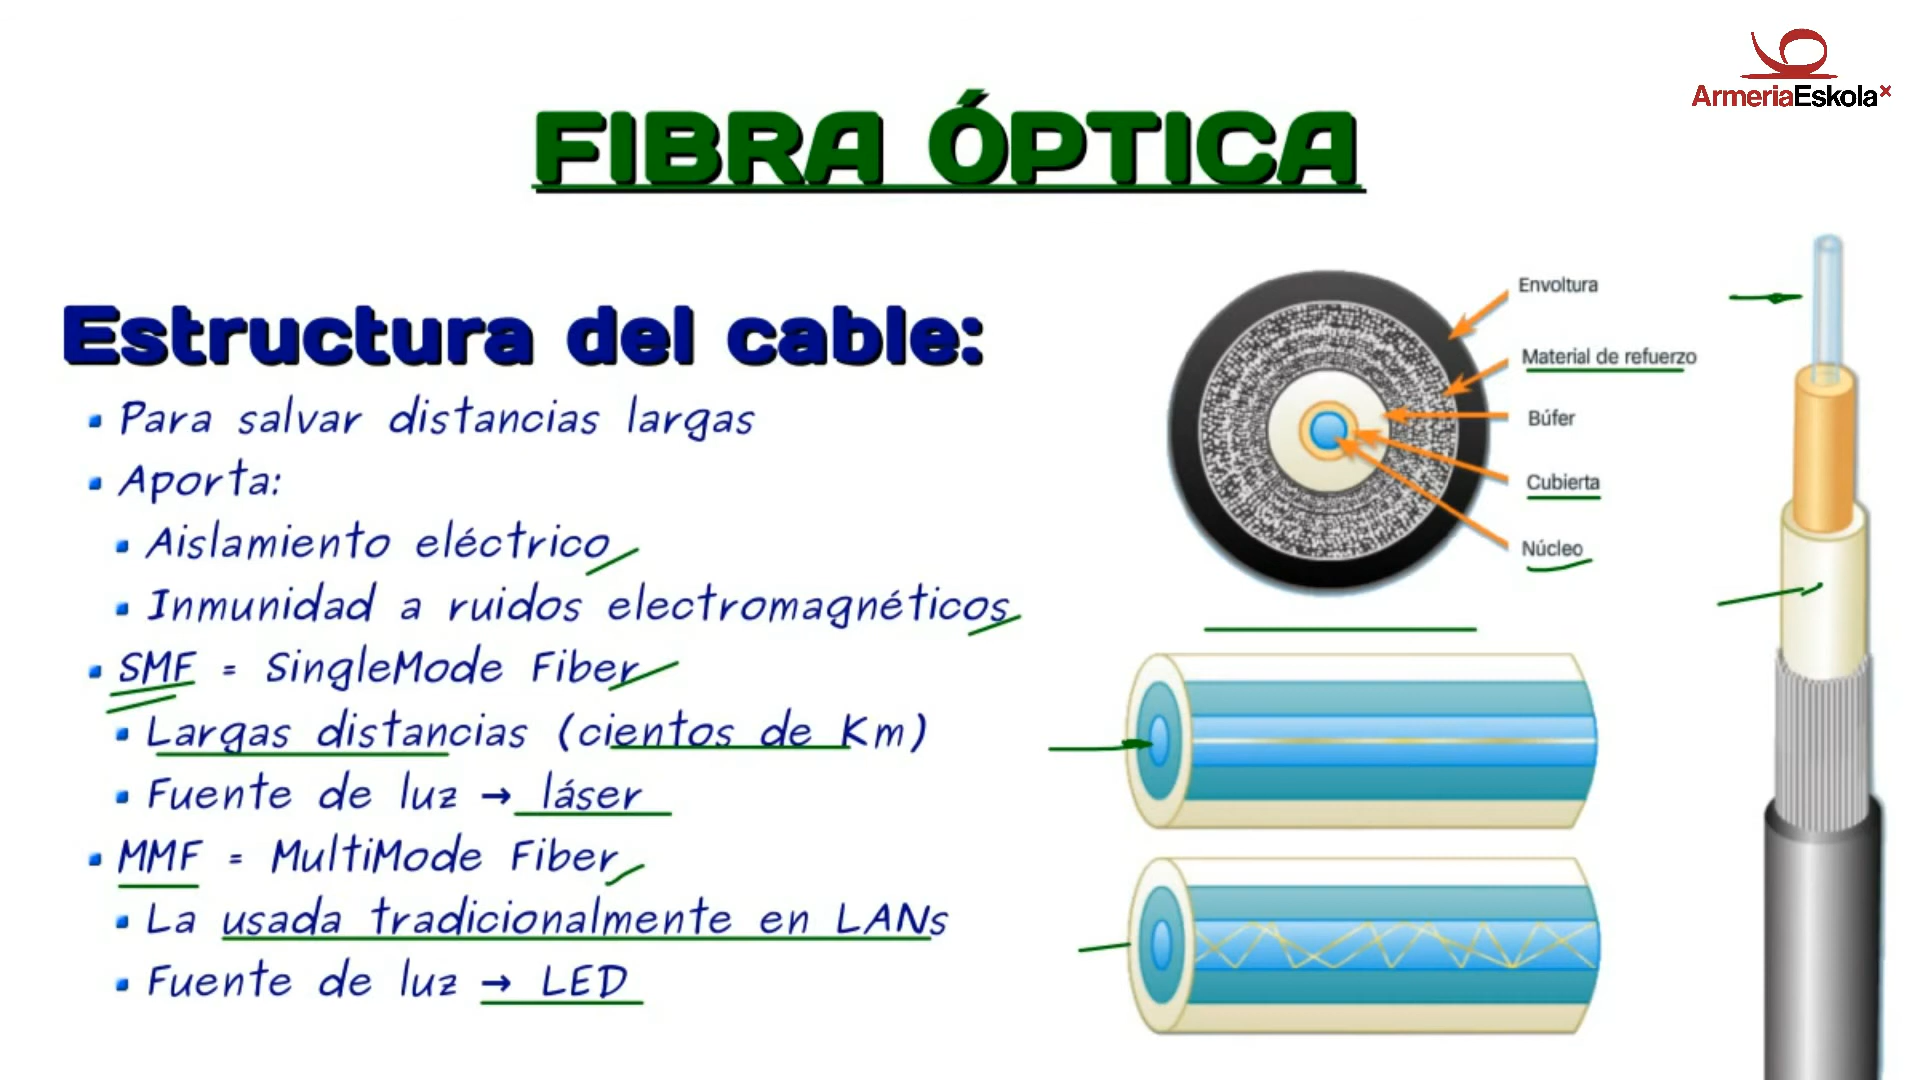 ArmeriaEskola
FIBRA ÓPTICA
Estructura del cable:
Para salvar distancias largas
Aporta:
Aislamiento eléctrico
Inmunidad a ruidos electromagnéticos
SMF = SingleMode Fiber
Largas distancias (cientos de Km)
Fuente de luz → láser
MMF = MultiMode Fiber
La usada tradicionalmente en LANs
Fuente de luz → LED
Envoltura
Material de refuerzo
Búfer
Cubierta
Núcleo